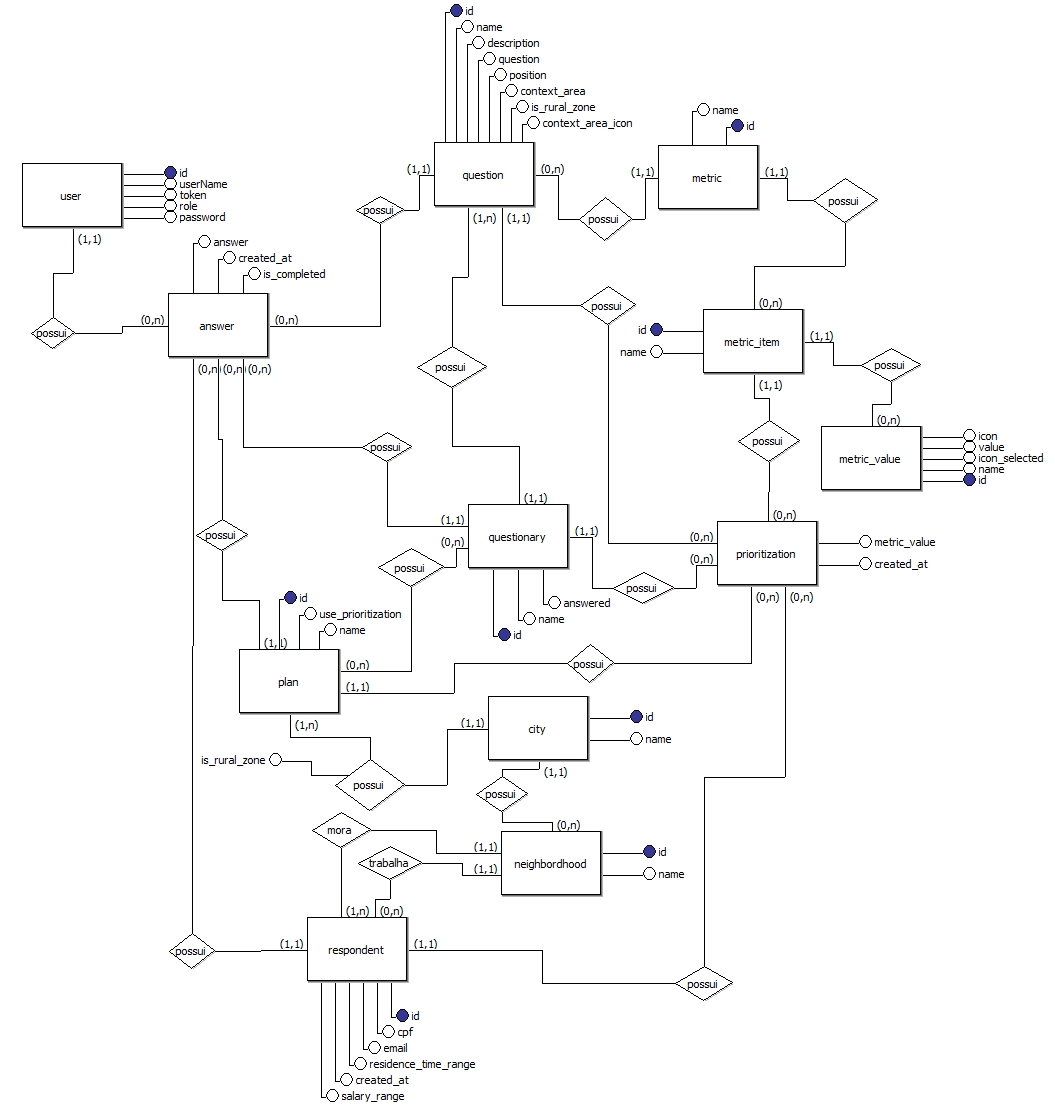 id
name
description
question
position
context_area
is_rural_zone
context_area_icon
name
id
user
id
userName
token
role
password
(1,1)
question
(0,n)
(1,1)
metric
(1,1)
possui
possui
possui
(1,n)
(1,1)
(1,1)
answer
created_at
is_completed
possui
(0,n)
answer
(0,n)
possui
(0,n)
id
name
metric_item
(1,1)
(0,n)
(0,n)
(0,n)
possui
possui
(1,1)
possui
(0,n)
icon
value
icon_selected
name
id
metric_value
possui
(1,1)
(0,n)
possui
(1,1)
questionary
(1,1)
(0,n)
possui
(0,n)
(0,n)
prioritization
metric_value
created_at
possui
(0,n)
(0,n)
answered
name
id
id
use_prioritization
name
(1,1)
plan
(0,n)
(1,1)
possui
(1,n)
(1,1)
city
id
name
(1,1)
is_rural_zone
possui
possui
(0,n)
mora
(1,1)
trabalha
(1,1)
neighbordhood
id
name
(1,n)
(0,n)
possui
(1,1)
respondent
(1,1)
possui
id
cpf
email
residence_time_range
created_at
salary_range